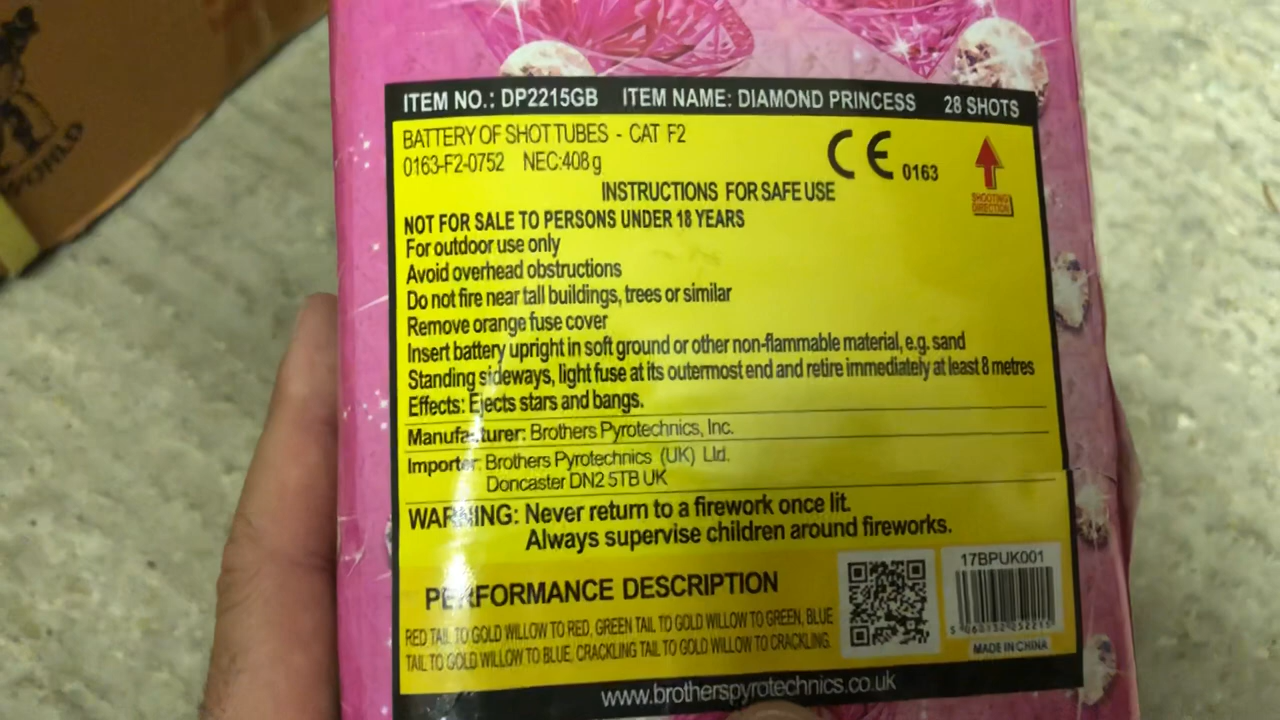 WORLD
ITEM NO.: DP2215GB ITEM NAME: DIAMOND PRINCESS 28 SHOTS
BATTERY OF SHOT TUBES - CAT F2
0163-F2-0752 NEC:408g
CE 0163
SHOOTING
DIRECTION
INSTRUCTIONS FOR SAFE USE
NOT FOR SALE TO PERSONS UNDER 18 YEARS
For outdoor use only
Avoid overhead obstructions
Do not fire near tall buildings, trees or similar
Remove orange fuse cover
Insert battery upright in soft ground or other non-flammable material, e.g. sand
Standing sideways, light fuse at its outermost end and retire immediately at least 8 metres
Effects: Ejects stars and bangs.
Manufacturer: Brothers Pyrotechnics, Inc.
Importer: Brothers Pyrotechnics (UK) Ltd.
Doncaster DN2 5TB UK
WARNING: Never return to a firework once lit.
Always supervise children around fireworks.
PERFORMANCE DESCRIPTION
RED TAIL TO GOLD WILLOW TO RED, GREEN TAIL TO GOLD WILLOW TO GREEN, BLUE
TAIL TO GOLD WILLOW TO BLUE, CRACKLING TAIL TO GOLD WILLOW TO CRACKLING.
17BPUK001
MADE IN CHINA
www.brotherspyrotechnics.co.uk